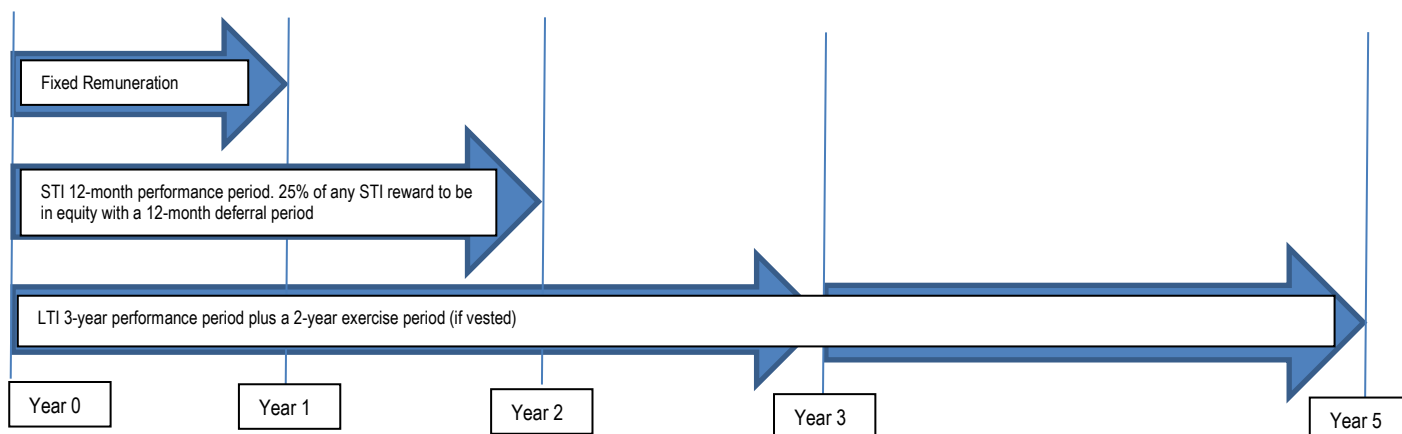 Fixed Remuneration
STI 12-month performance period. 25% of any STI reward to be
in equity with a 12-month deferral period
LTI 3-year performance period plus a 2-year exercise period (if vested)
Year 0
Year 1
Year 2
Year 3
Year 5